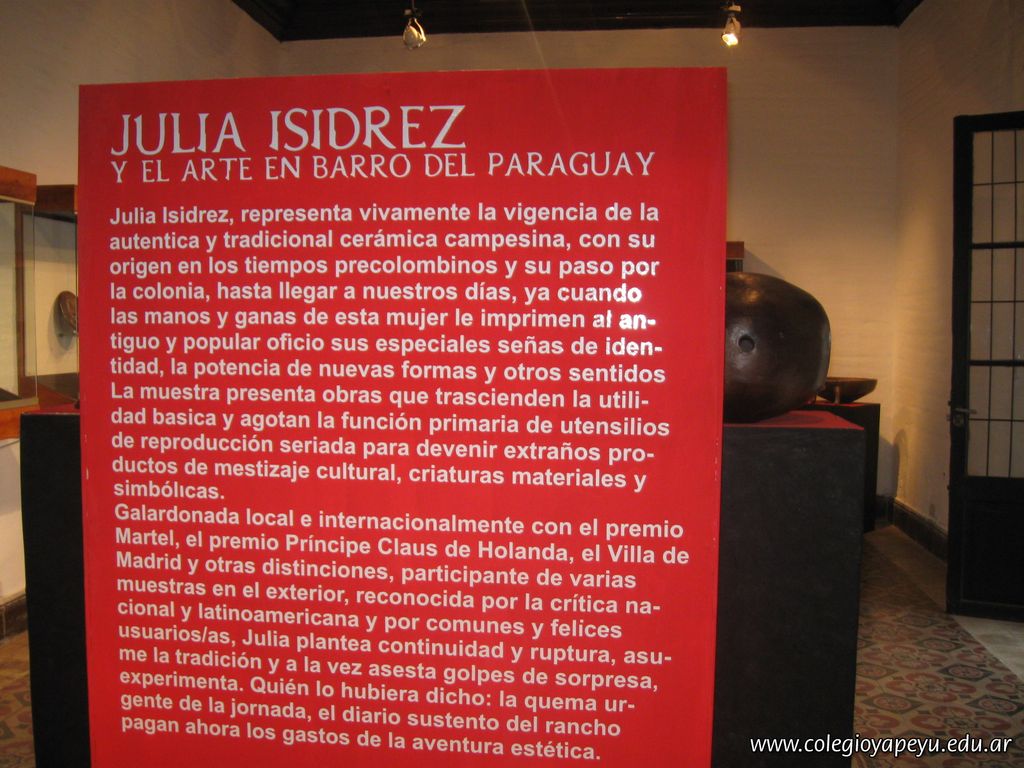 JULIA ISIDREZ
Y EL ARTE EN BARRO DEL PARAGUAY
Julia Isidrez, representa vivamente la vigencia de la
autentica y tradicional cerámica campesina, con su
origen en los tiempos precolombinos y su paso por
la colonia, hasta llegar a nuestros días, ya cuando
las manos y ganas de esta mujer le imprimen al an-
tiguo y popular oficio sus especiales señas de iden-
tidad, la potencia de nuevas formas y otros sentidos
La muestra presenta obras que trascienden la utili-
dad basica y agotan la función primaria de utensilios
de reproducción seriada para devenir extraños pro-
ductos de mestizaje cultural, criaturas materiales y
simbólicas.
Galardonada local e internacionalmente con el premio
Martel, el premio Príncipe Claus de Holanda, el Villa de
Madrid y otras distinciones, participante de varias
muestras en el exterior, reconocida por la crítica na-
cional y latinoamericana y por comunes y felices
usuarios/as, Julia plantea continuidad y ruptura, asu-
me la tradición y a la vez asesta golpes de sorpresa,
experimenta. Quién lo hubiera dicho: la quema ur-
gente de la jornada, el diario sustento del rancho
pagan ahora los gastos de la aventura estética.
www.colegioyapeyu.edu.ar